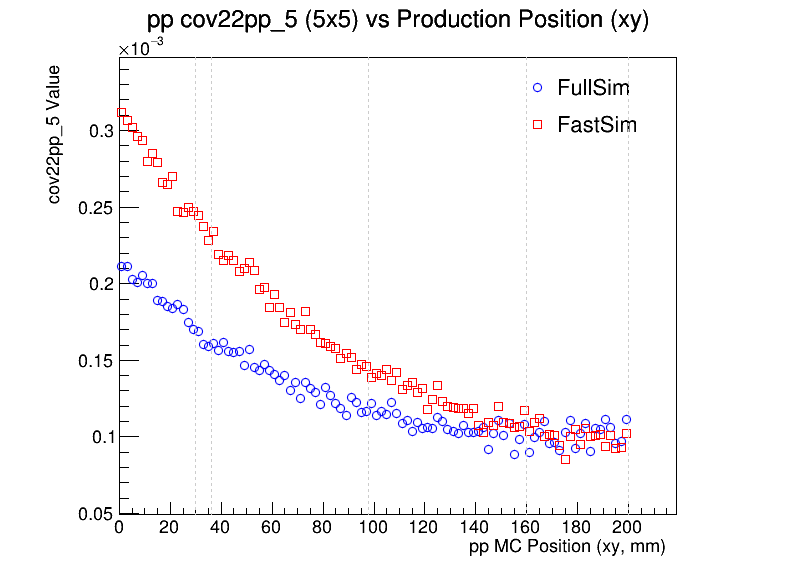 pp cov22pp_5 (5x5) vs Production Position (xy)
×10⁻³
cov22pp_5 Value
FullSim
FastSim
0.3
0.25
0.2
0.15
0.1
0.05
0 20 40 60 80 100 120 140 160 180 200
pp MC Position (xy, mm)